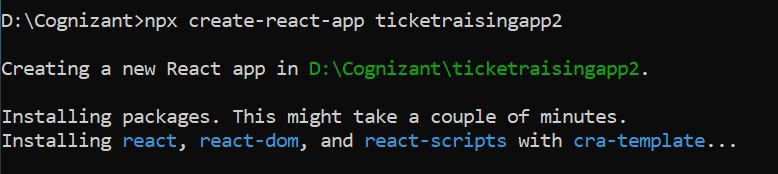 D:\Cognizant>npx create-react-app ticketraisingapp2
Creating a new React app in D:\Cognizant\ticketraisingapp2.
Installing packages. This might take a couple of minutes.
Installing react, react-dom, and react-scripts with cra-template...